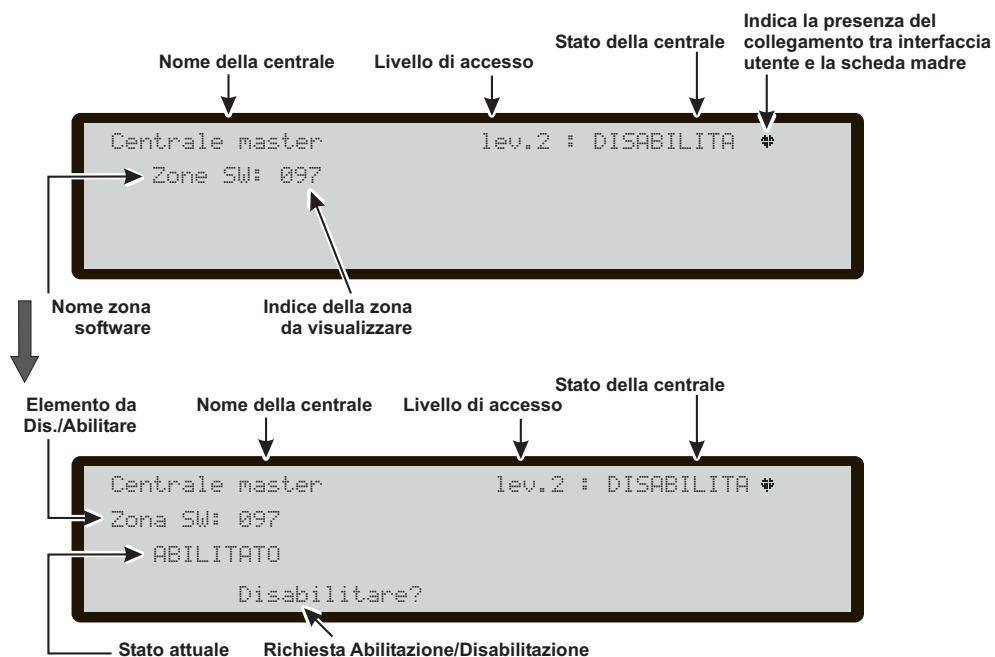 Indica la presenza del
collegamento tra interfaccia
utente e la scheda madre
Stato della centrale
Nome della centrale
Livello di accesso
Centrale master lev.2 : DISABILITA
Zone SW: 097
Nome zona
software
Indice della zona
da visualizzare
Stato della centrale
Elemento da
Dis./Abilitare
Nome della centrale
Livello di accesso
Centrale master lev.2 : DISABILITA
Zona SW: 097
ABILITATO
Disabilitare?
Stato attuale
Richiesta Abilitazione/Disabilitazione